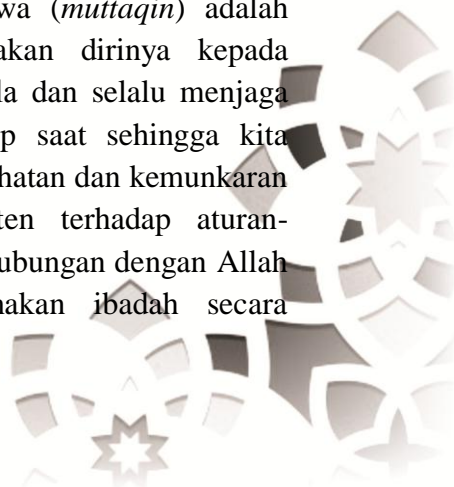 wa (muttaqin) adalah
akan dirinya kepada
la dan selalu menjaga
p saat sehingga kita
hatan dan kemunkaran
ten terhadap aturan-
ubungan dengan Allah
nakan ibadah secara